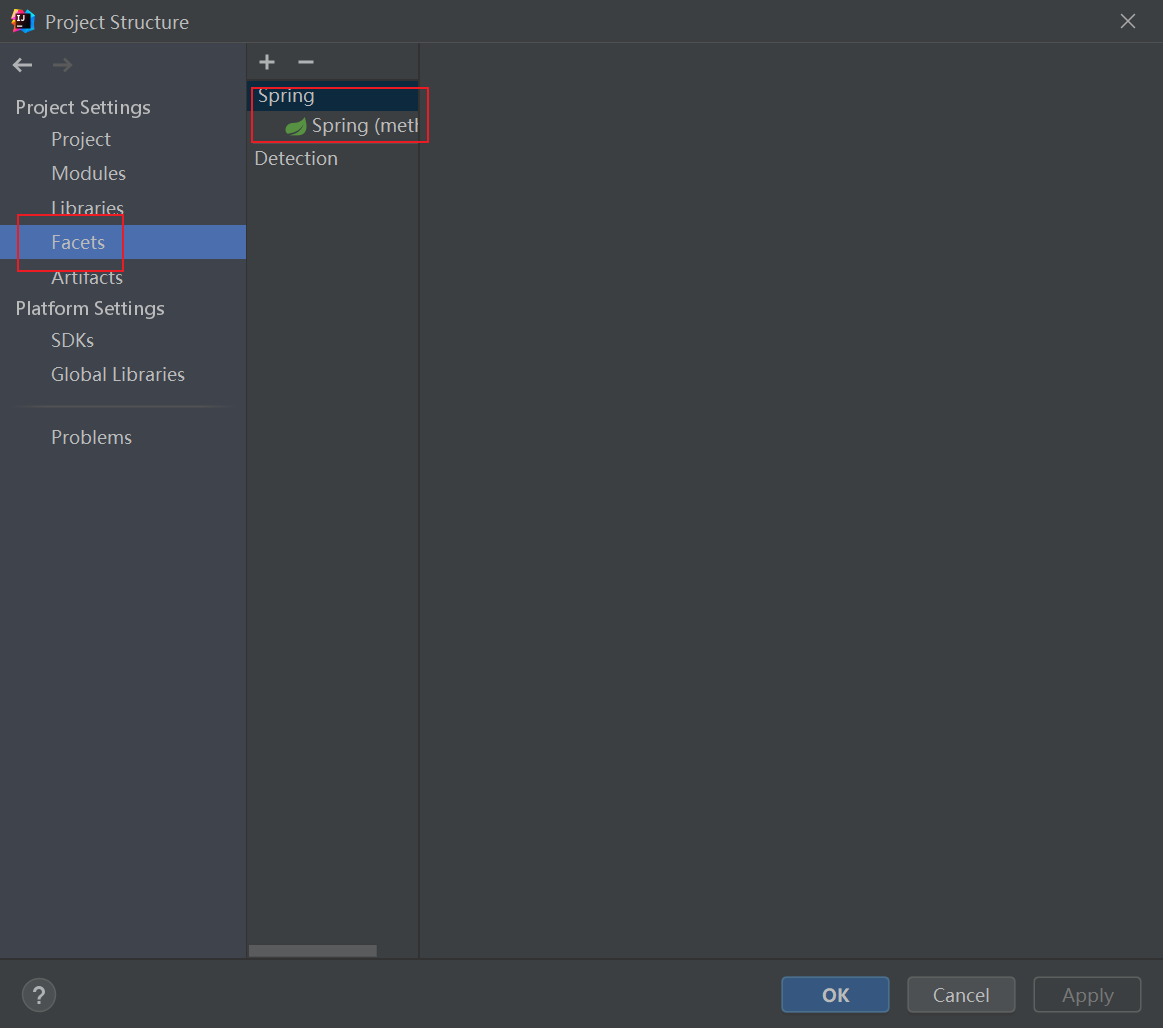 Project Structure
Project Settings
Project
Modules
Libraries
Facets
Artifacts
Platform Settings
SDKs
Global Libraries
Problems
Spring
Spring (meth
Detection
?
OK
Cancel
Apply